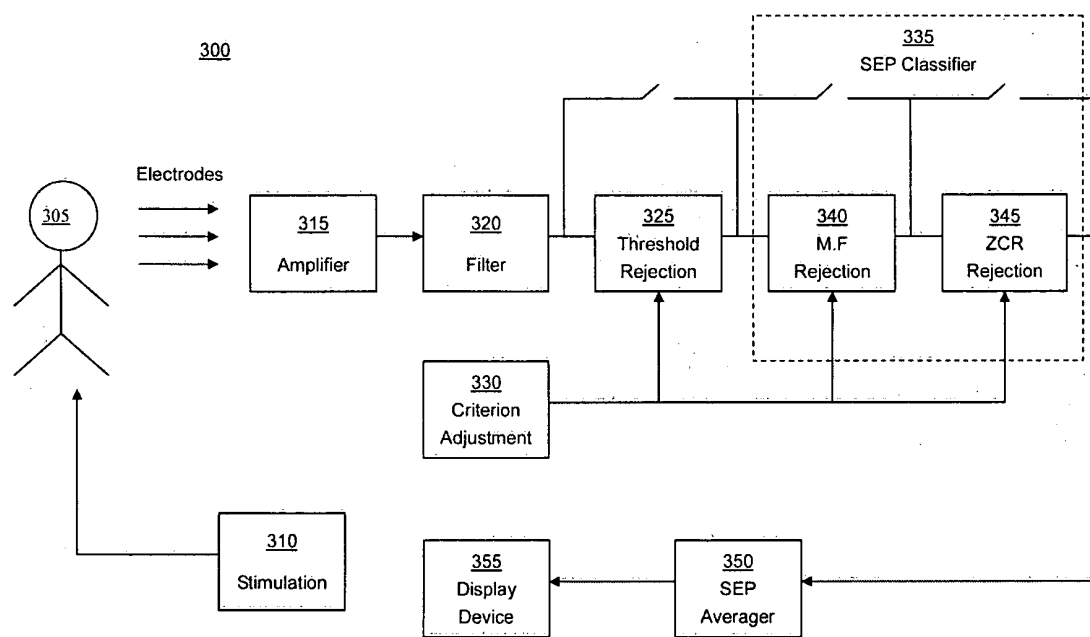 300
335
SEP Classifier
Electrodes
305
315
Amplifier
320
Filter
325
Threshold
Rejection
340
M.F
Rejection
345
ZCR
Rejection
330
Criterion
Adjustment
310
Stimulation
355
Display
Device
350
SEP
Averager